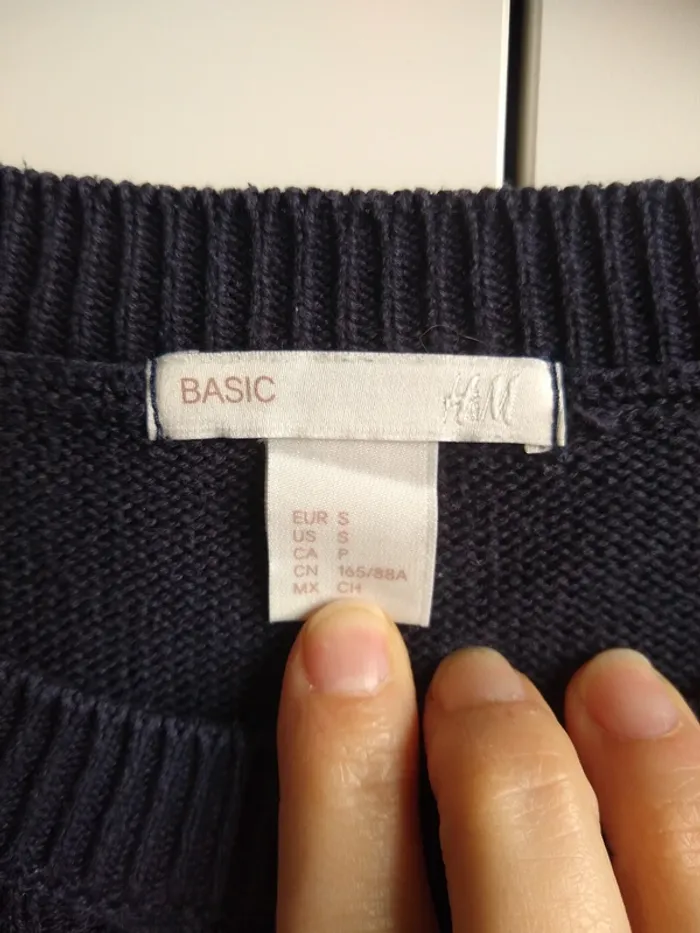 BASIC H&M
EUR S
US S
CA P
CN 165/88A
MX CH